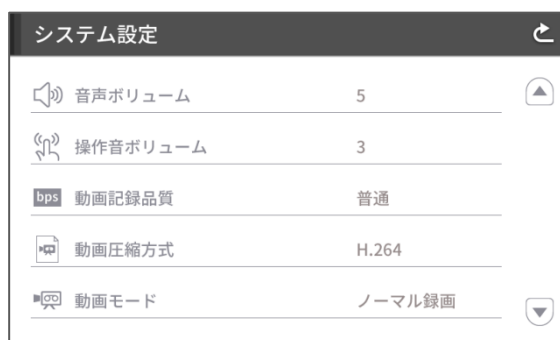 システム設定
音声ボリューム 5
操作音ボリューム 3
bps 動画記録品質 普通
動画圧縮方式 H.264
動画モード ノーマル録画